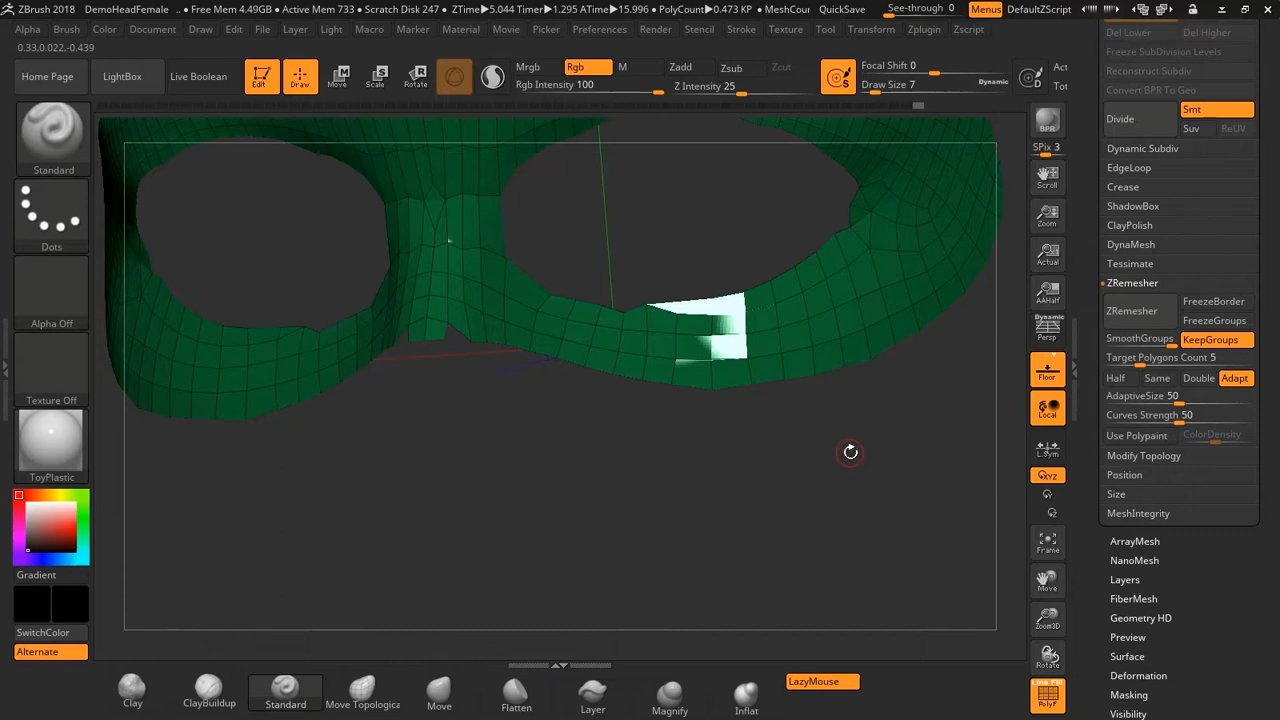 ZBrush 2018 DemoHeadFemale .. ● Free Mem 4.49GB ● Active Mem 733 ● Scratch Disk 247 ● ZTime▶5.044 Timer▶1.295 ATime▶15.996 ● PolyCount▶0.473 KP ● MeshCou QuickSave See-through 0 Menus DefaultZScript
Alpha Brush Color Document Draw Edit File Layer Light Macro Marker Material Movie Picker Preferences Render Stencil Stroke Texture Tool Transform Zplugin Zscript
0.33,0.022,-0.439
Home Page LightBox Live Boolean Edit Draw Move Scale Rotate
M S R
Mrgb Rgb M Zadd Zsub Zcut
Rgb Intensity 100 Z Intensity 25
S Focal Shift 0
Draw Size 7 Dynamic
Act
Tot
Standard
Dots
Alpha Off
Texture Off
ToyPlastic
Gradient
SwitchColor
Alternate
BPR
SPix 3
Scroll
Zoom
Actual
AAHalf
Dynamic
Persp
Floor
Local
L.Sym
XYZ
Frame
Move
Zoom3D
Rotate
Line Fill
PolyF
Del Lower Del Higher
Freeze SubDivision Levels
Reconstruct Subdiv
Convert BPR To Geo
Divide Smt
Suv ReUV
Dynamic Subdiv
EdgeLoop
Crease
ShadowBox
ClayPolish
DynaMesh
Tessimate
ZRemesher
ZRemesher FreezeBorder
FreezeGroups
SmoothGroups KeepGroups
Target Polygons Count 5
Half Same Double Adapt
AdaptiveSize 50
Curves Strength 50
Use Polypaint ColorDensity
Modify Topology
Position
Size
MeshIntegrity
ArrayMesh
NanoMesh
Layers
FiberMesh
Geometry HD
Preview
Surface
Deformation
Masking
Visibility
Clay ClayBuildup Standard Move Topologica Move Flatten Layer Magnify Inflat
LazyMouse